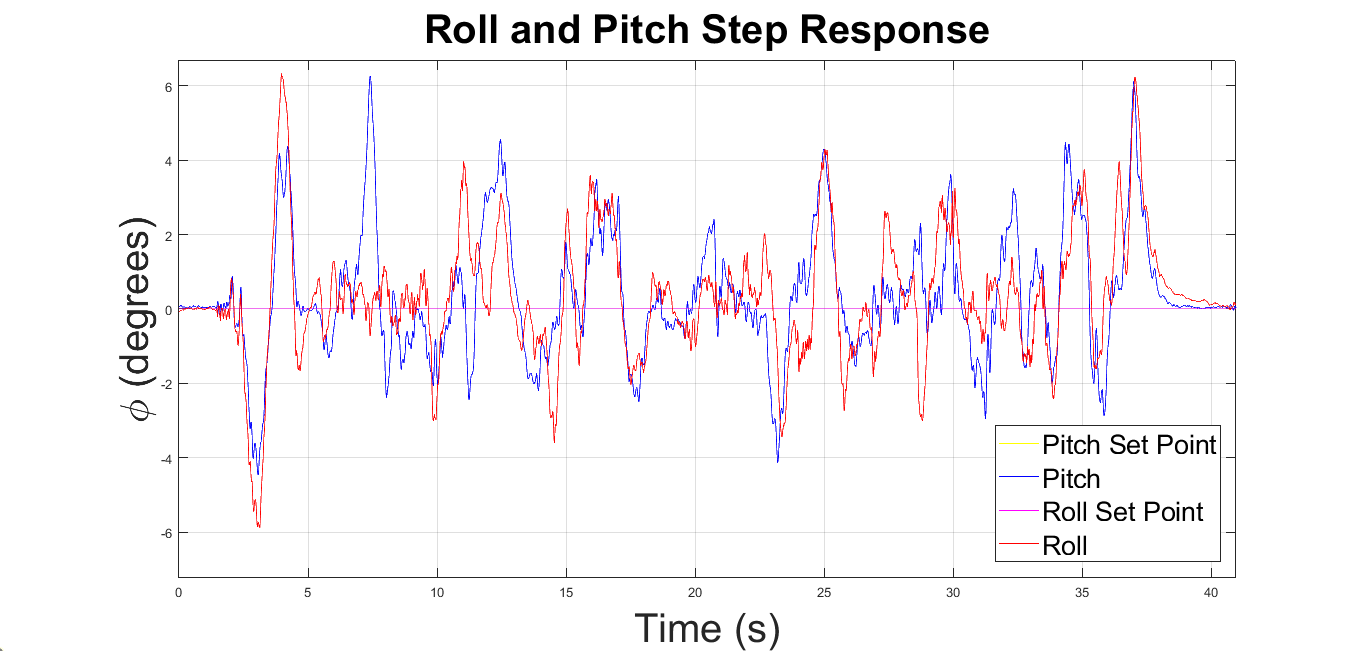 Roll and Pitch Step Response
6
4
2
0
-2
-4
-6
ϕ (degrees)
0 5 10 15 20 25 30 35 40
Time (s)
Pitch Set Point
Pitch
Roll Set Point
Roll